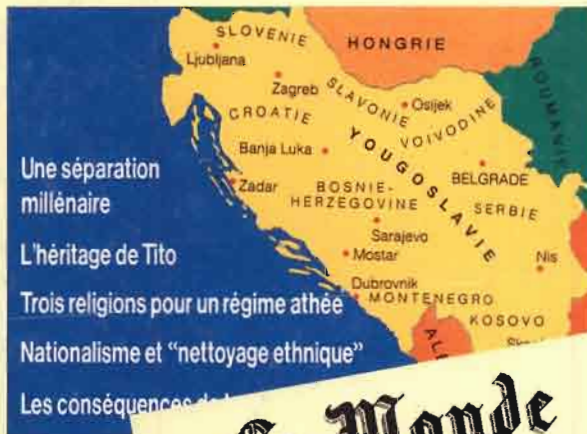 SLOVENIE
HONGRIE
Ljubljana
ROUMANIE
Zagreb
SLAVONIE
Osijek
CROATIE
VOIVODINE
Banja Luka
YOUGOSLAVIE
BELGRADE
Une séparation
millénaire
Zadar
BOSNIE-
HERZEGOVINE
SERBIE
Sarajevo
L'héritage de Tito
Mostar
Nis
Dubrovnik
Trois religions pour un régime athée
MONTENEGRO
KOSOVO
Nationalisme et "nettoyage ethnique"
Les conséquences
Monde